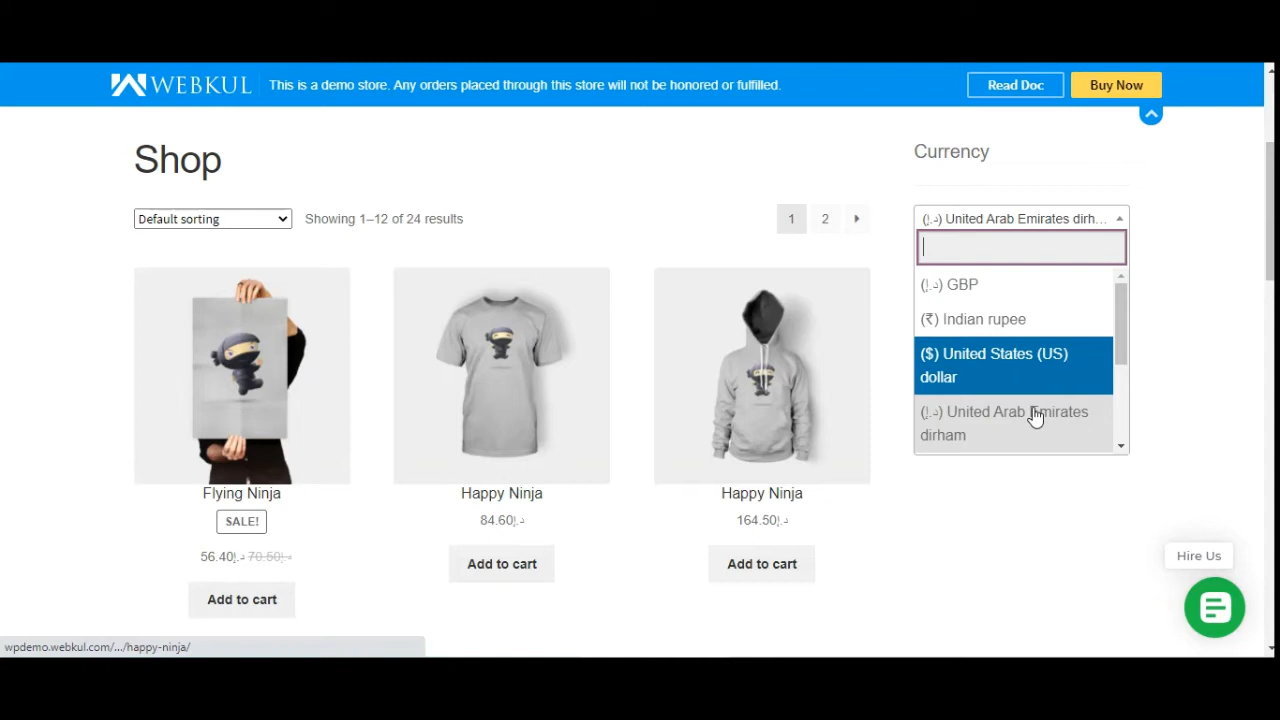 WEBKUL
This is a demo store. Any orders placed through this store will not be honored or fulfilled.
Read Doc
Buy Now
Shop
Currency
Default sorting
Showing 1–12 of 24 results
1
2
(د.إ) United Arab Emirates dirh...
(د.إ) GBP
(₹) Indian rupee
($) United States (US)
dollar
(د.إ) United Arab Emirates
dirham
Flying Ninja
SALE!
56.40د.إ 70.50د.إ
Add to cart
Happy Ninja
84.60د.إ
Add to cart
Happy Ninja
164.50د.إ
Add to cart
Hire Us
wpdemo.webkul.com/.../happy-ninja/